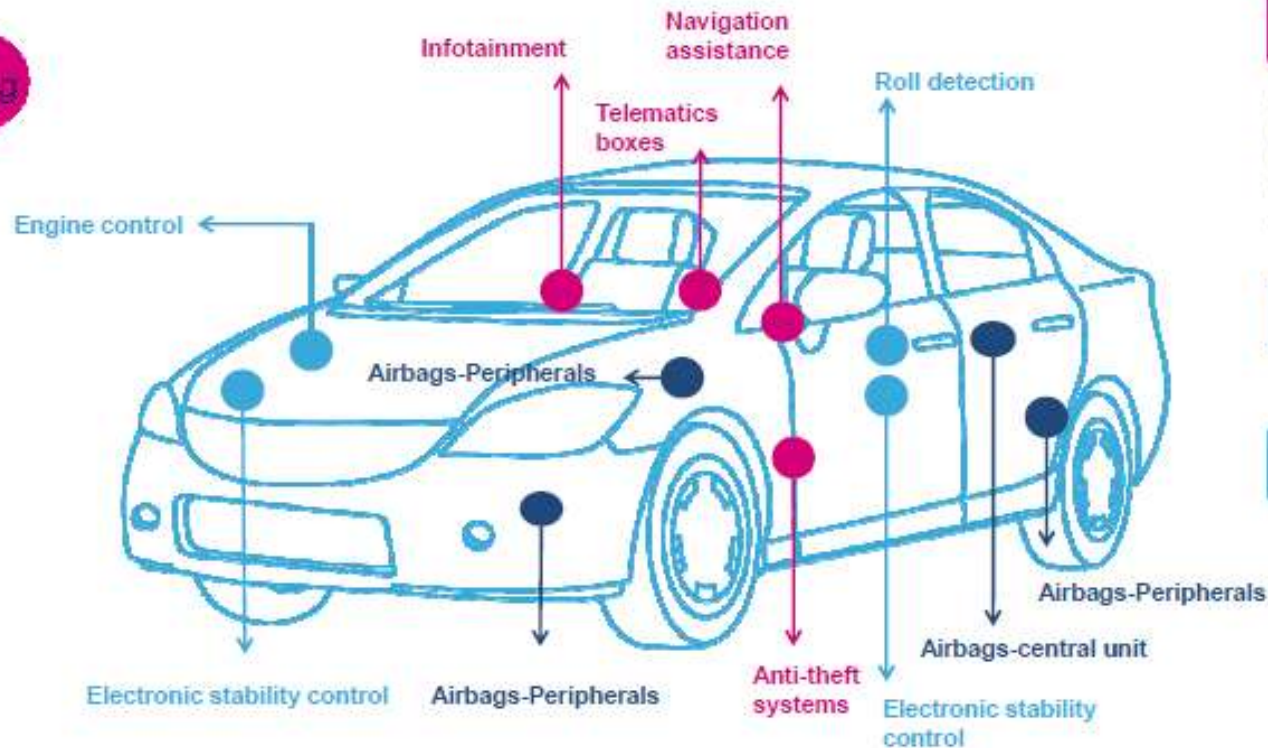 Navigation
assistance
Infotainment
Roll detection
Telematics
boxes
Engine control
Airbags-Peripherals
Airbags-Peripherals
Airbags-central unit
Anti-theft
systems
Electronic stability control
Airbags-Peripherals
Electronic stability
control